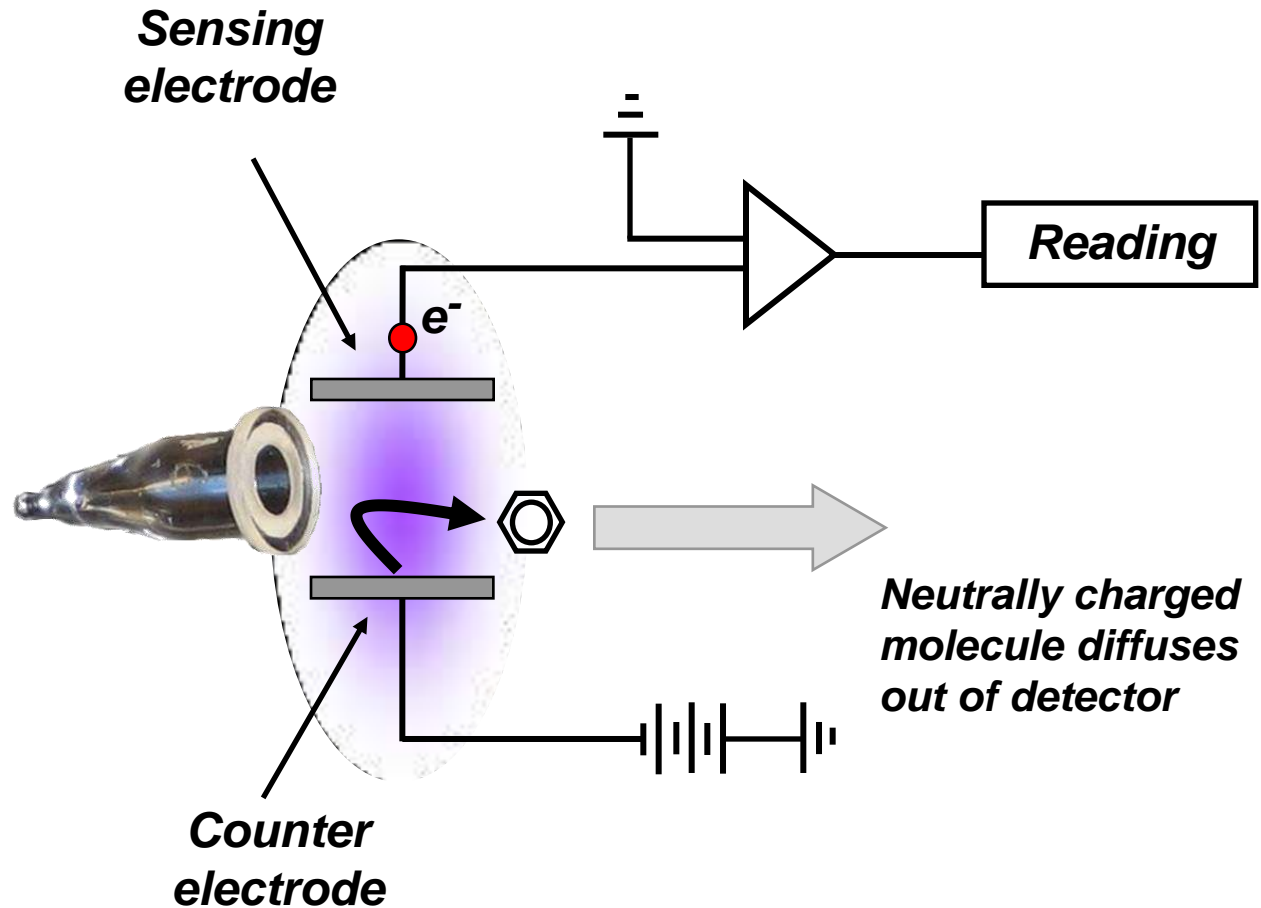 Sensing
electrode
e-
Reading
Neutrally charged
molecule diffuses
out of detector
Counter
electrode